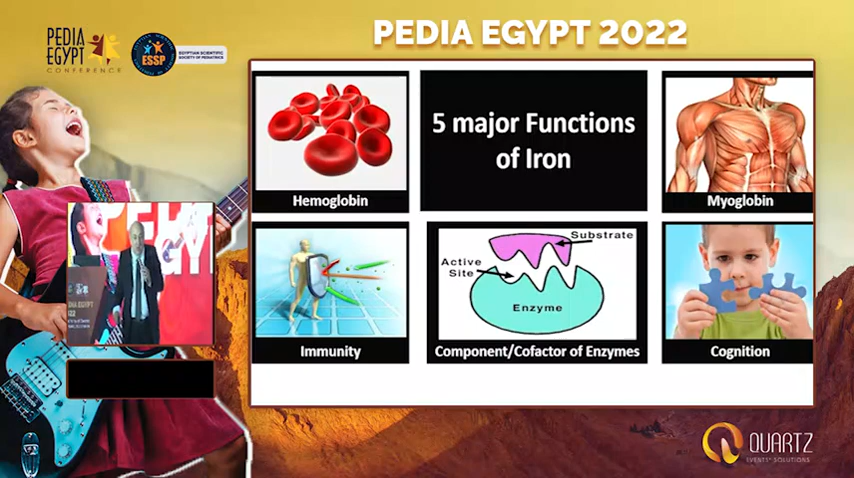 PEDIA EGYPT 2022
PEDIA
EGYPT
CONFERENCE
ESSP
EGYPTIAN SCIENTIFIC
SOCIETY OF PEDIATRICS
5 major Functions
of Iron
Hemoglobin
Myoglobin
Substrate
Active
Site
Enzyme
Immunity
Component/Cofactor of Enzymes
Cognition
QUARTZ
EVENTS SOLUTIONS